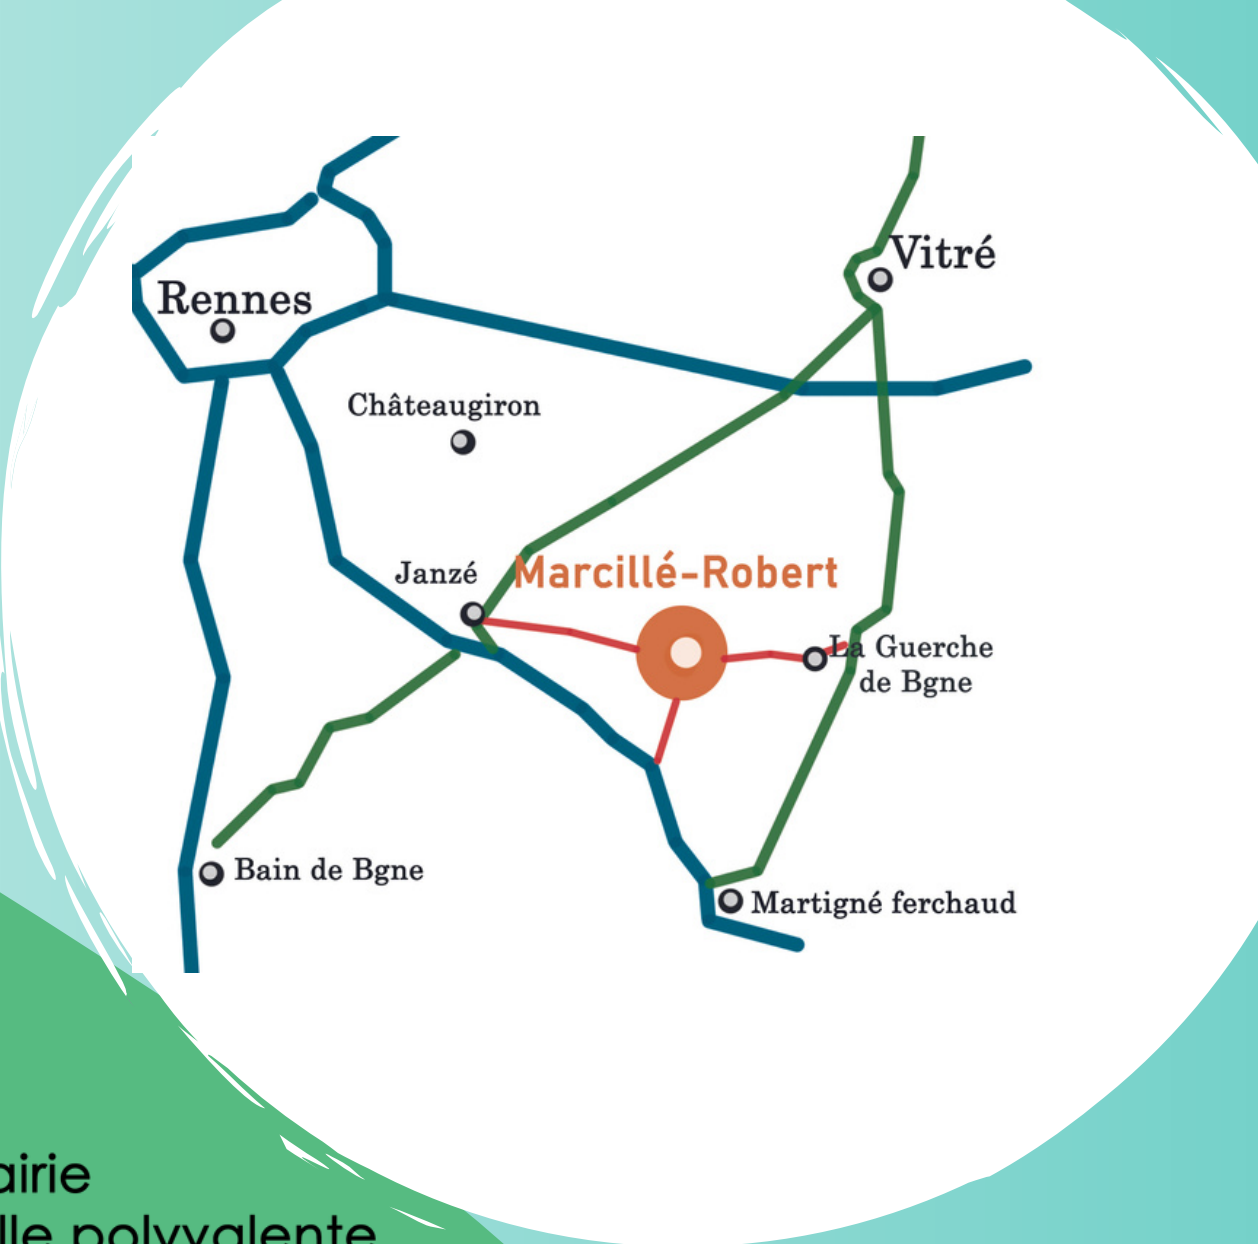 Vitré
Rennes
Châteaugiron
Janzé
Marcillé-Robert
La Guerche
de Bgne
Bain de Bgne
Martigné ferchaud
airie
lle polyvalente